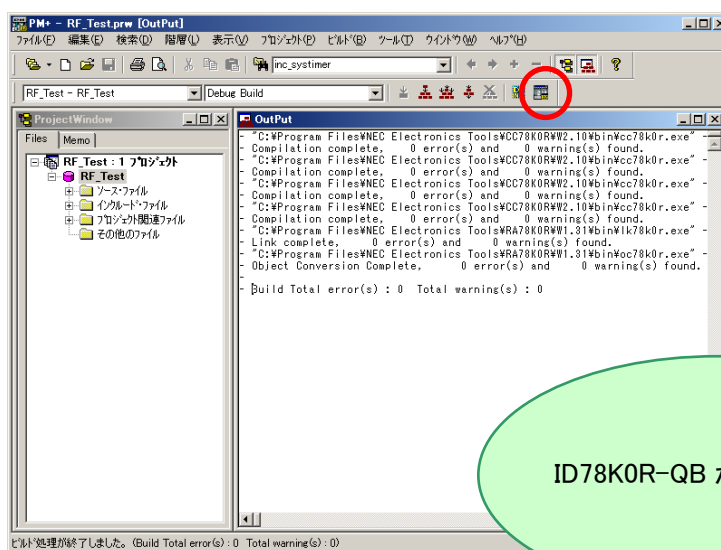 PM+ - RF_Test.prw [OutPut]
ファイル(F) 編集(E) 検索(D) 階層(L) 表示(V) プロジェクト(P) ビルド(B) ツール(T) ウインドウ(W) ヘルプ(H)
inc_systimer
RF_Test - RF_Test Debug Build
ProjectWindow
Files Memo
RF_Test : 1 プロジェクト
RF_Test
ソース・ファイル
インクルード・ファイル
プロジェクト関連ファイル
その他のファイル
OutPut
- "C:¥Program Files¥NEC Electronics Tools¥CC78K0R¥W2.10¥bin¥cc78k0r.exe" -
- Compilation complete, 0 error(s) and 0 warning(s) found.
- "C:¥Program Files¥NEC Electronics Tools¥CC78K0R¥W2.10¥bin¥cc78k0r.exe" -
- Compilation complete, 0 error(s) and 0 warning(s) found.
- "C:¥Program Files¥NEC Electronics Tools¥CC78K0R¥W2.10¥bin¥cc78k0r.exe" -
- Compilation complete, 0 error(s) and 0 warning(s) found.
- "C:¥Program Files¥NEC Electronics Tools¥CC78K0R¥W2.10¥bin¥cc78k0r.exe" -
- Compilation complete, 0 error(s) and 0 warning(s) found.
- "C:¥Program Files¥NEC Electronics Tools¥RA78K0R¥W1.31¥bin¥lk78k0r.exe" -
- Link complete, 0 error(s) and 0 warning(s) found.
- "C:¥Program Files¥NEC Electronics Tools¥RA78K0R¥W1.31¥bin¥oc78k0r.exe" -
- Object Conversion Complete, 0 error(s) and 0 warning(s) found.
-
- Build Total error(s) : 0 Total warning(s) : 0
ID78K0R-QB
ビルド処理が終了しました。(Build Total error(s) : 0 Total warning(s) : 0)